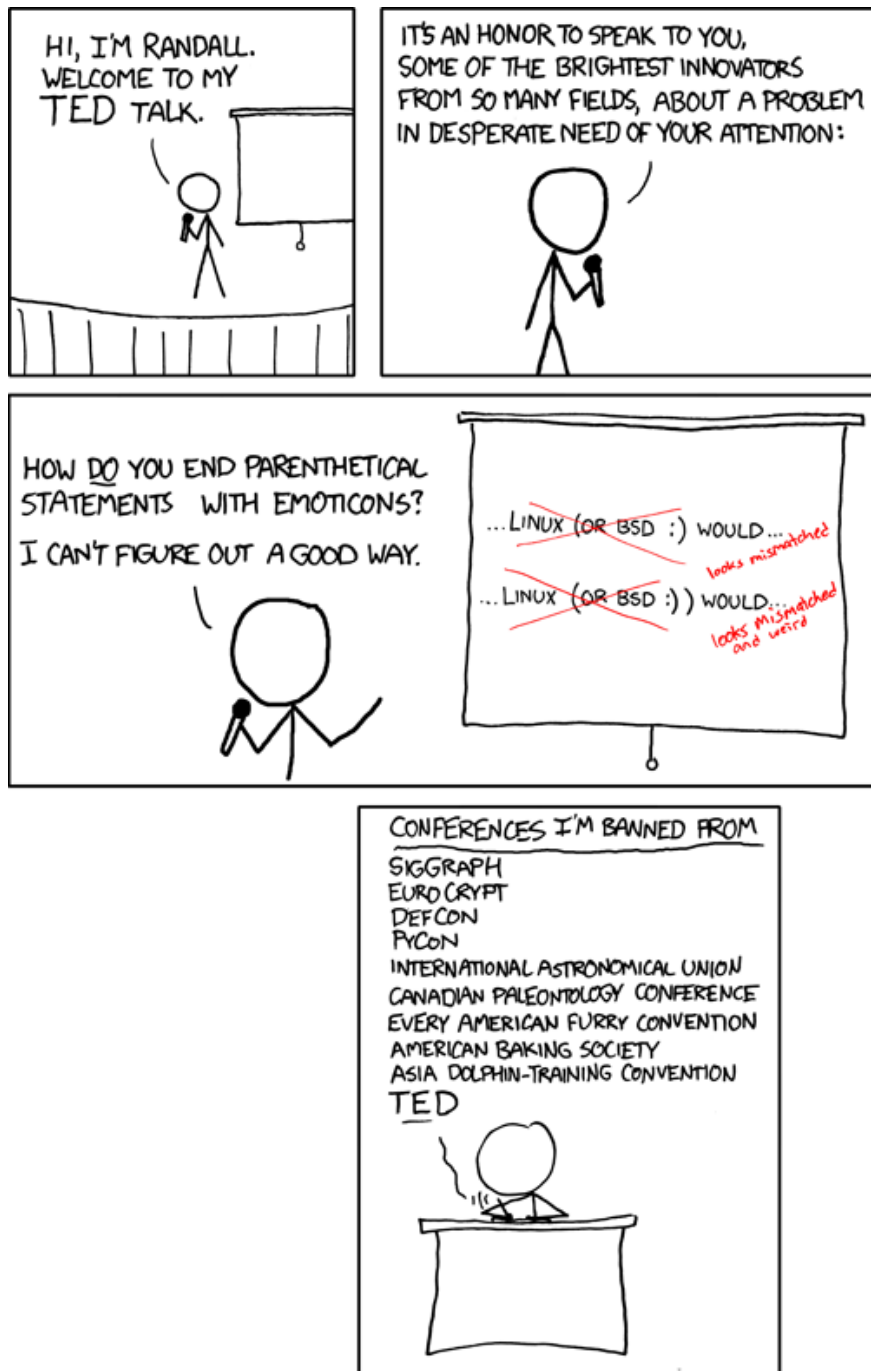 HI, I'M RANDALL.
WELCOME TO MY
TED TALK.
IT'S AN HONOR TO SPEAK TO YOU,
SOME OF THE BRIGHTEST INNOVATORS
FROM SO MANY FIELDS, ABOUT A PROBLEM
IN DESPERATE NEED OF YOUR ATTENTION:
HOW DO YOU END PARENTHETICAL
STATEMENTS WITH EMOTICONS?
I CAN'T FIGURE OUT A GOOD WAY.
...LINUX (OR BSD :) WOULD...
looks mismatched
...LINUX (OR BSD :)) WOULD...
looks mismatched
and weird
CONFERENCES I'M BANNED FROM
SIGGRAPH
EUROCRYPT
DEFCON
PYCON
INTERNATIONAL ASTRONOMICAL UNION
CANADIAN PALEONTOLOGY CONFERENCE
EVERY AMERICAN FURRY CONVENTION
AMERICAN BAKING SOCIETY
ASIA DOLPHIN-TRAINING CONVENTION
TED